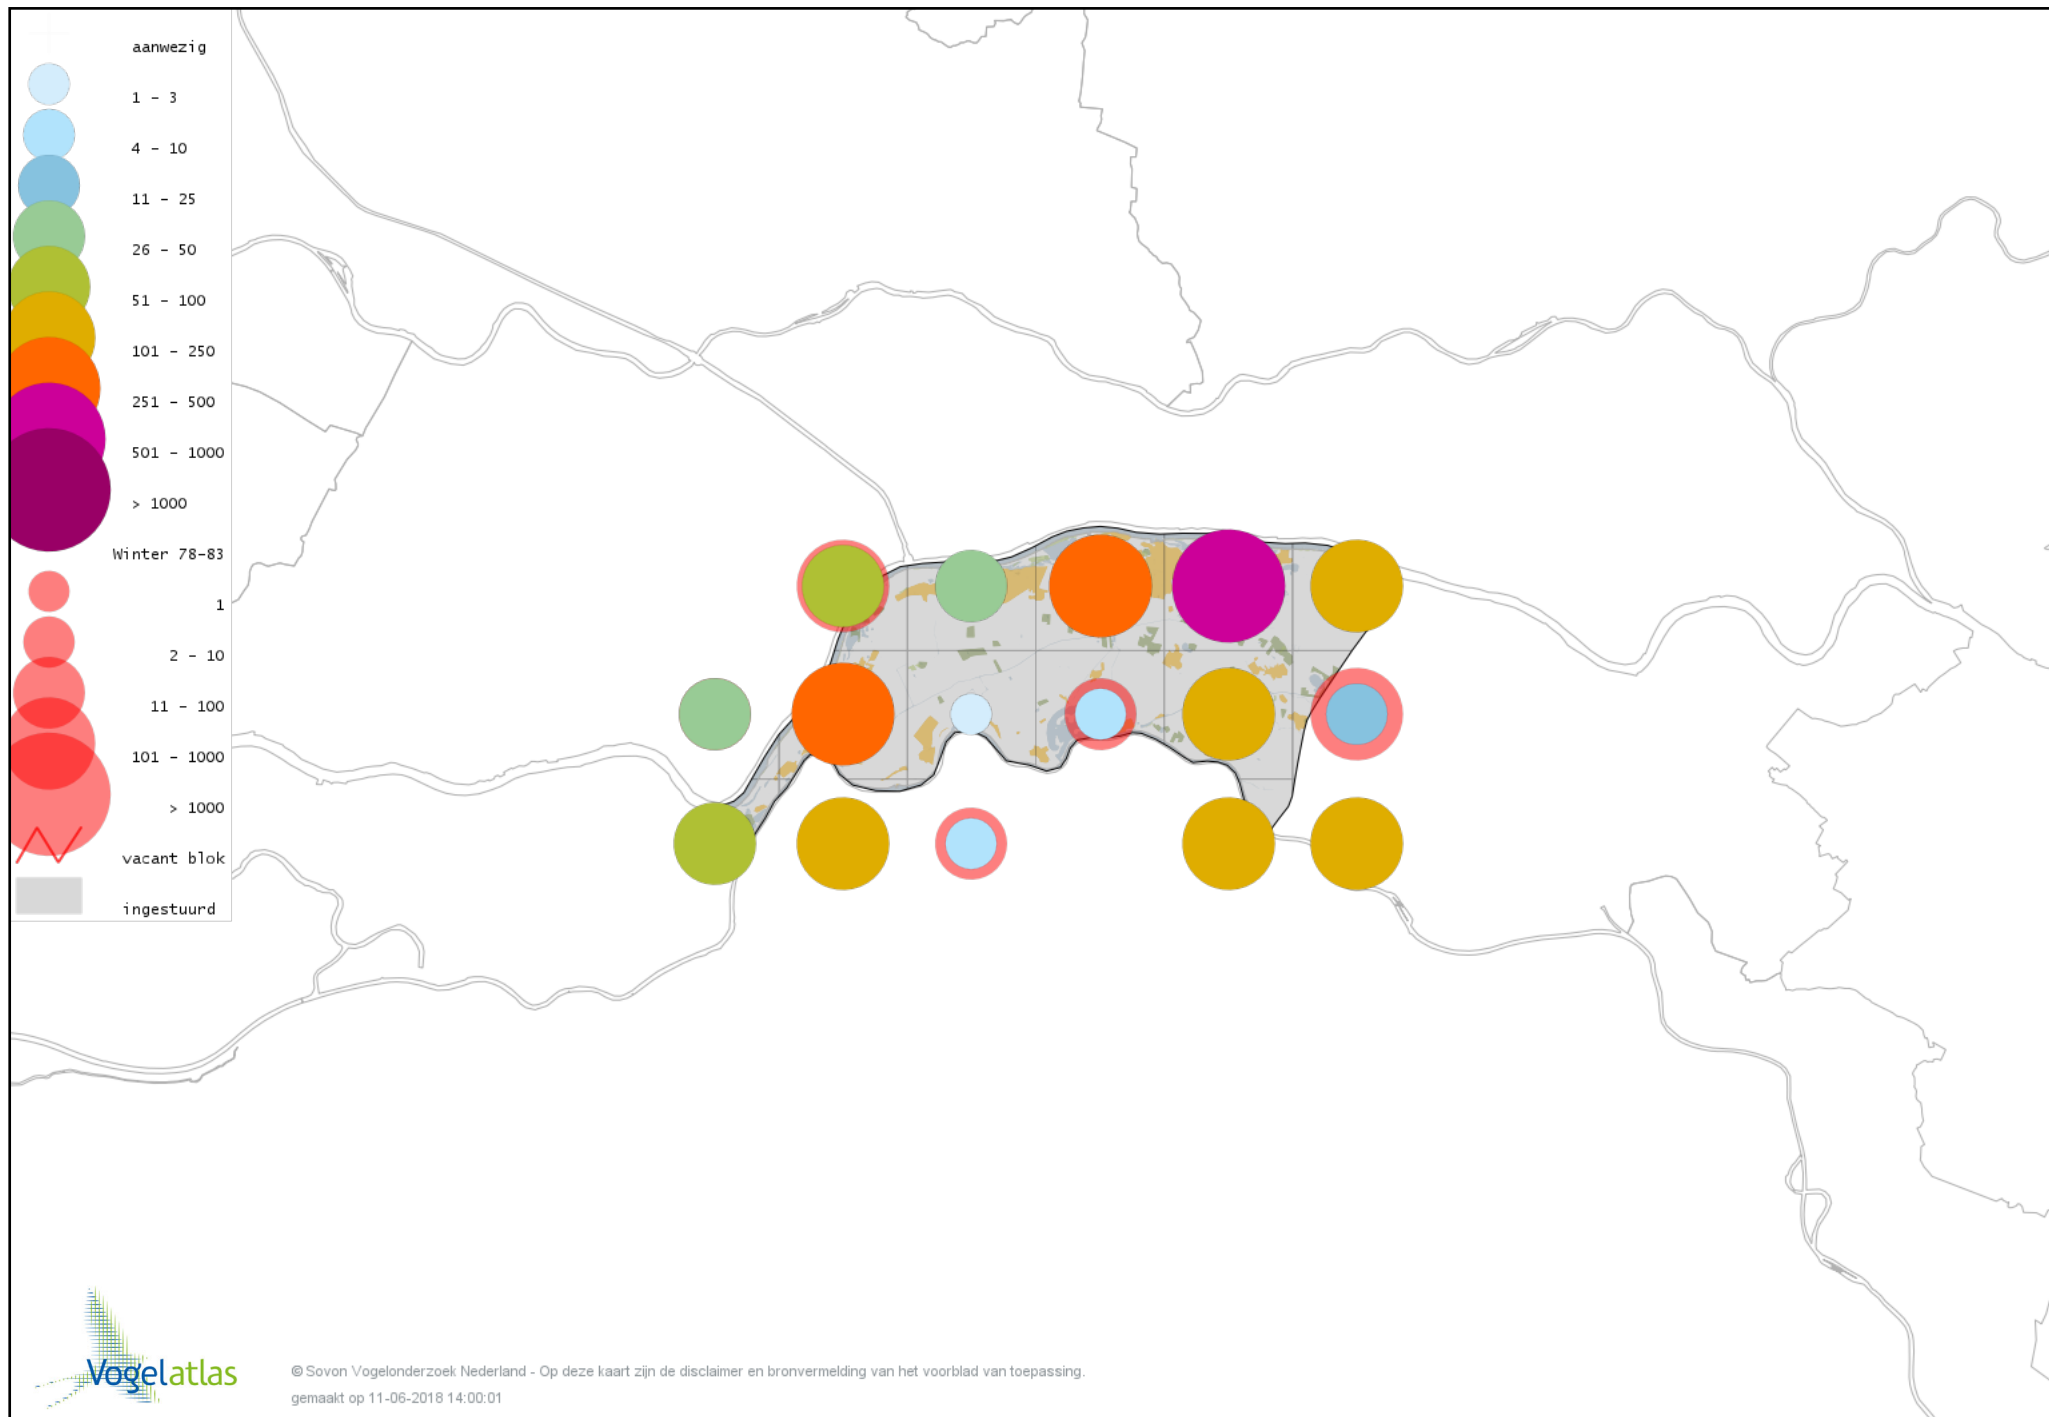 aanwezig
1 - 3
4 - 10
11 - 25
26 - 50
51 - 100
101 - 250
251 - 500
501 - 1000
> 1000
Winter 78-83
1
2 - 10
11 - 100
101 - 1000
> 1000
vacant blok
ingestuurd
Vogelatlas
© Sovon Vogelonderzoek Nederland - Op deze kaart zijn de disclaimer en bronvermelding van het voorblad van toepassing.
gemaakt op 11-06-2018 14:00:01